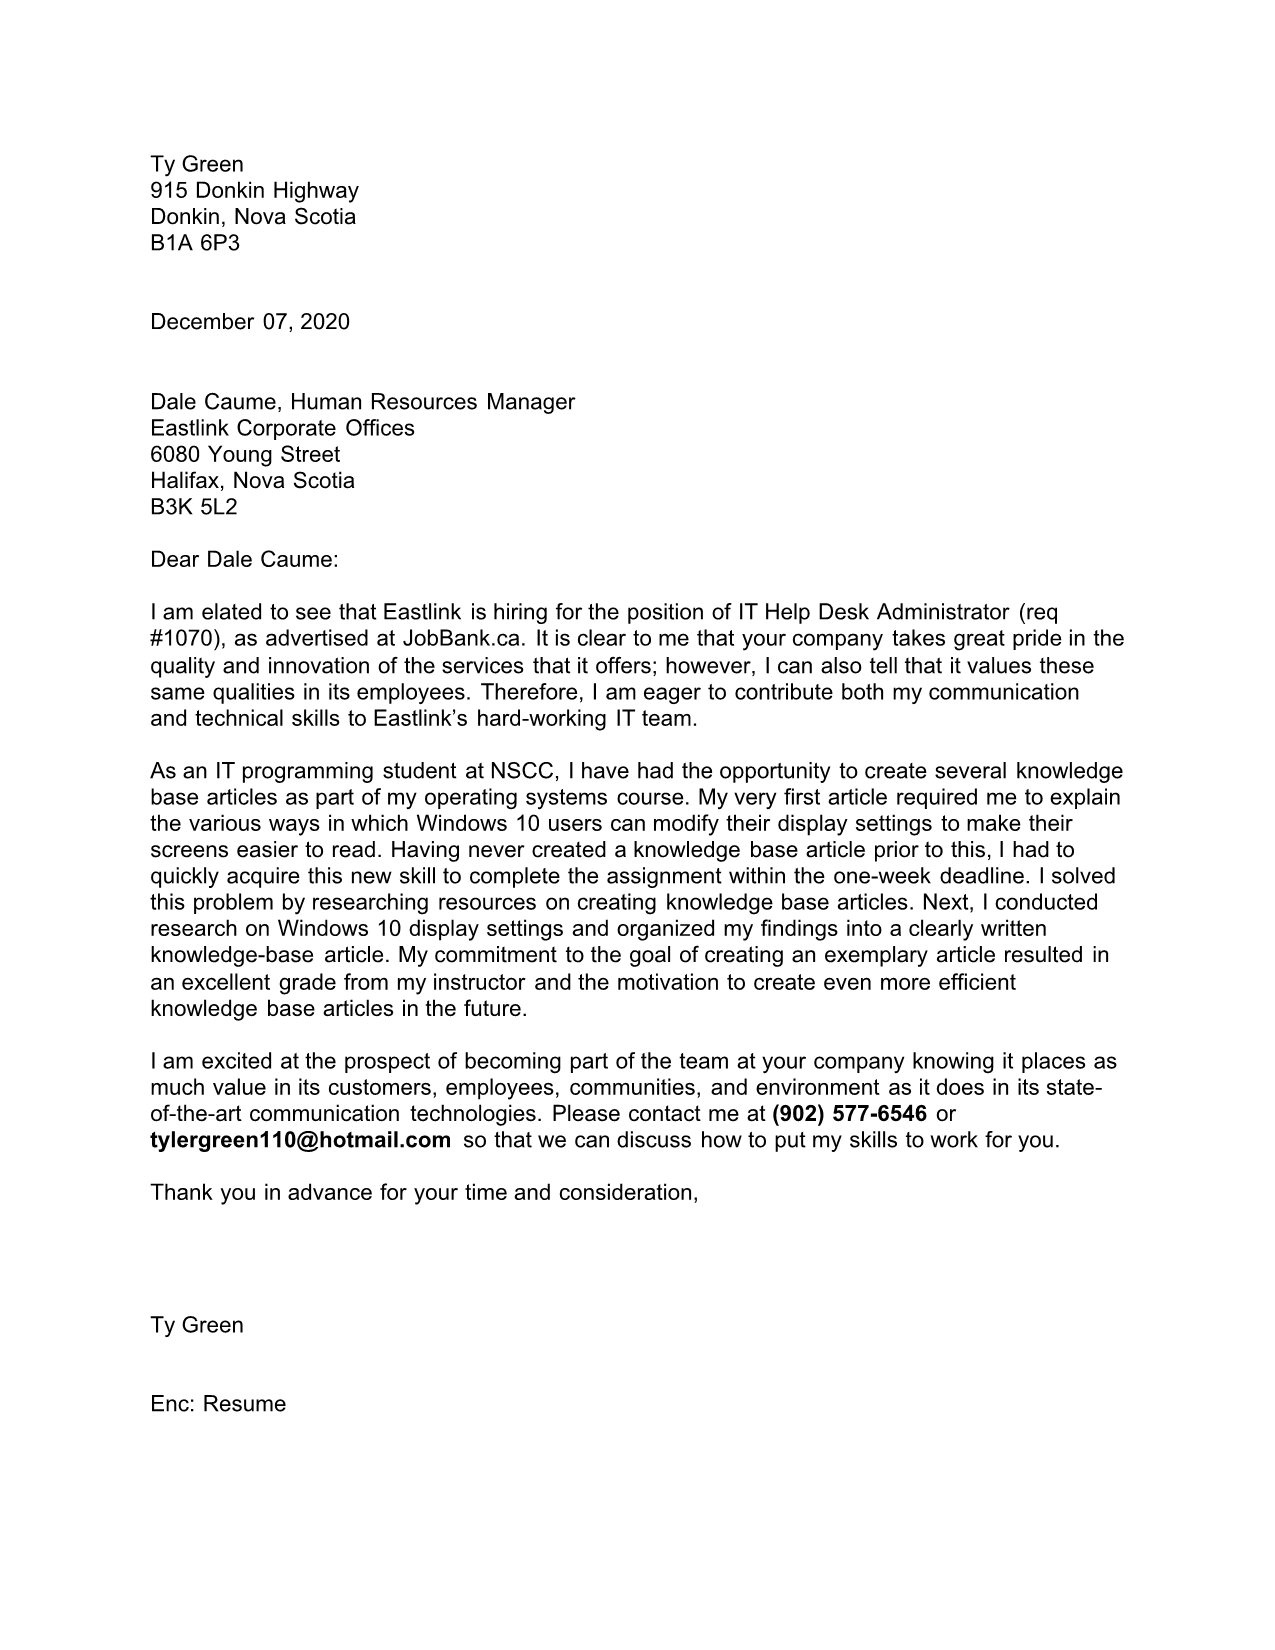 Ty Green
915 Donkin Highway
Donkin, Nova Scotia
B1A 6P3
December 07, 2020
Dale Caume, Human Resources Manager
Eastlink Corporate Offices
6080 Young Street
Halifax, Nova Scotia
B3K 5L2
Dear Dale Caume:
I am elated to see that Eastlink is hiring for the position of IT Help Desk Administrator (req
#1070), as advertised at JobBank.ca. It is clear to me that your company takes great pride in the
quality and innovation of the services that it offers; however, I can also tell that it values these
same qualities in its employees. Therefore, I am eager to contribute both my communication
and technical skills to Eastlink’s hard-working IT team.
As an IT programming student at NSCC, I have had the opportunity to create several knowledge
base articles as part of my operating systems course. My very first article required me to explain
the various ways in which Windows 10 users can modify their display settings to make their
screens easier to read. Having never created a knowledge base article prior to this, I had to
quickly acquire this new skill to complete the assignment within the one-week deadline. I solved
this problem by researching resources on creating knowledge base articles. Next, I conducted
research on Windows 10 display settings and organized my findings into a clearly written
knowledge-base article. My commitment to the goal of creating an exemplary article resulted in
an excellent grade from my instructor and the motivation to create even more efficient
knowledge base articles in the future.
I am excited at the prospect of becoming part of the team at your company knowing it places as
much value in its customers, employees, communities, and environment as it does in its state-
of-the-art communication technologies. Please contact me at (902) 577-6546 or
tylergreen110@hotmail.com so that we can discuss how to put my skills to work for you.
Thank you in advance for your time and consideration,
Ty Green
Enc: Resume